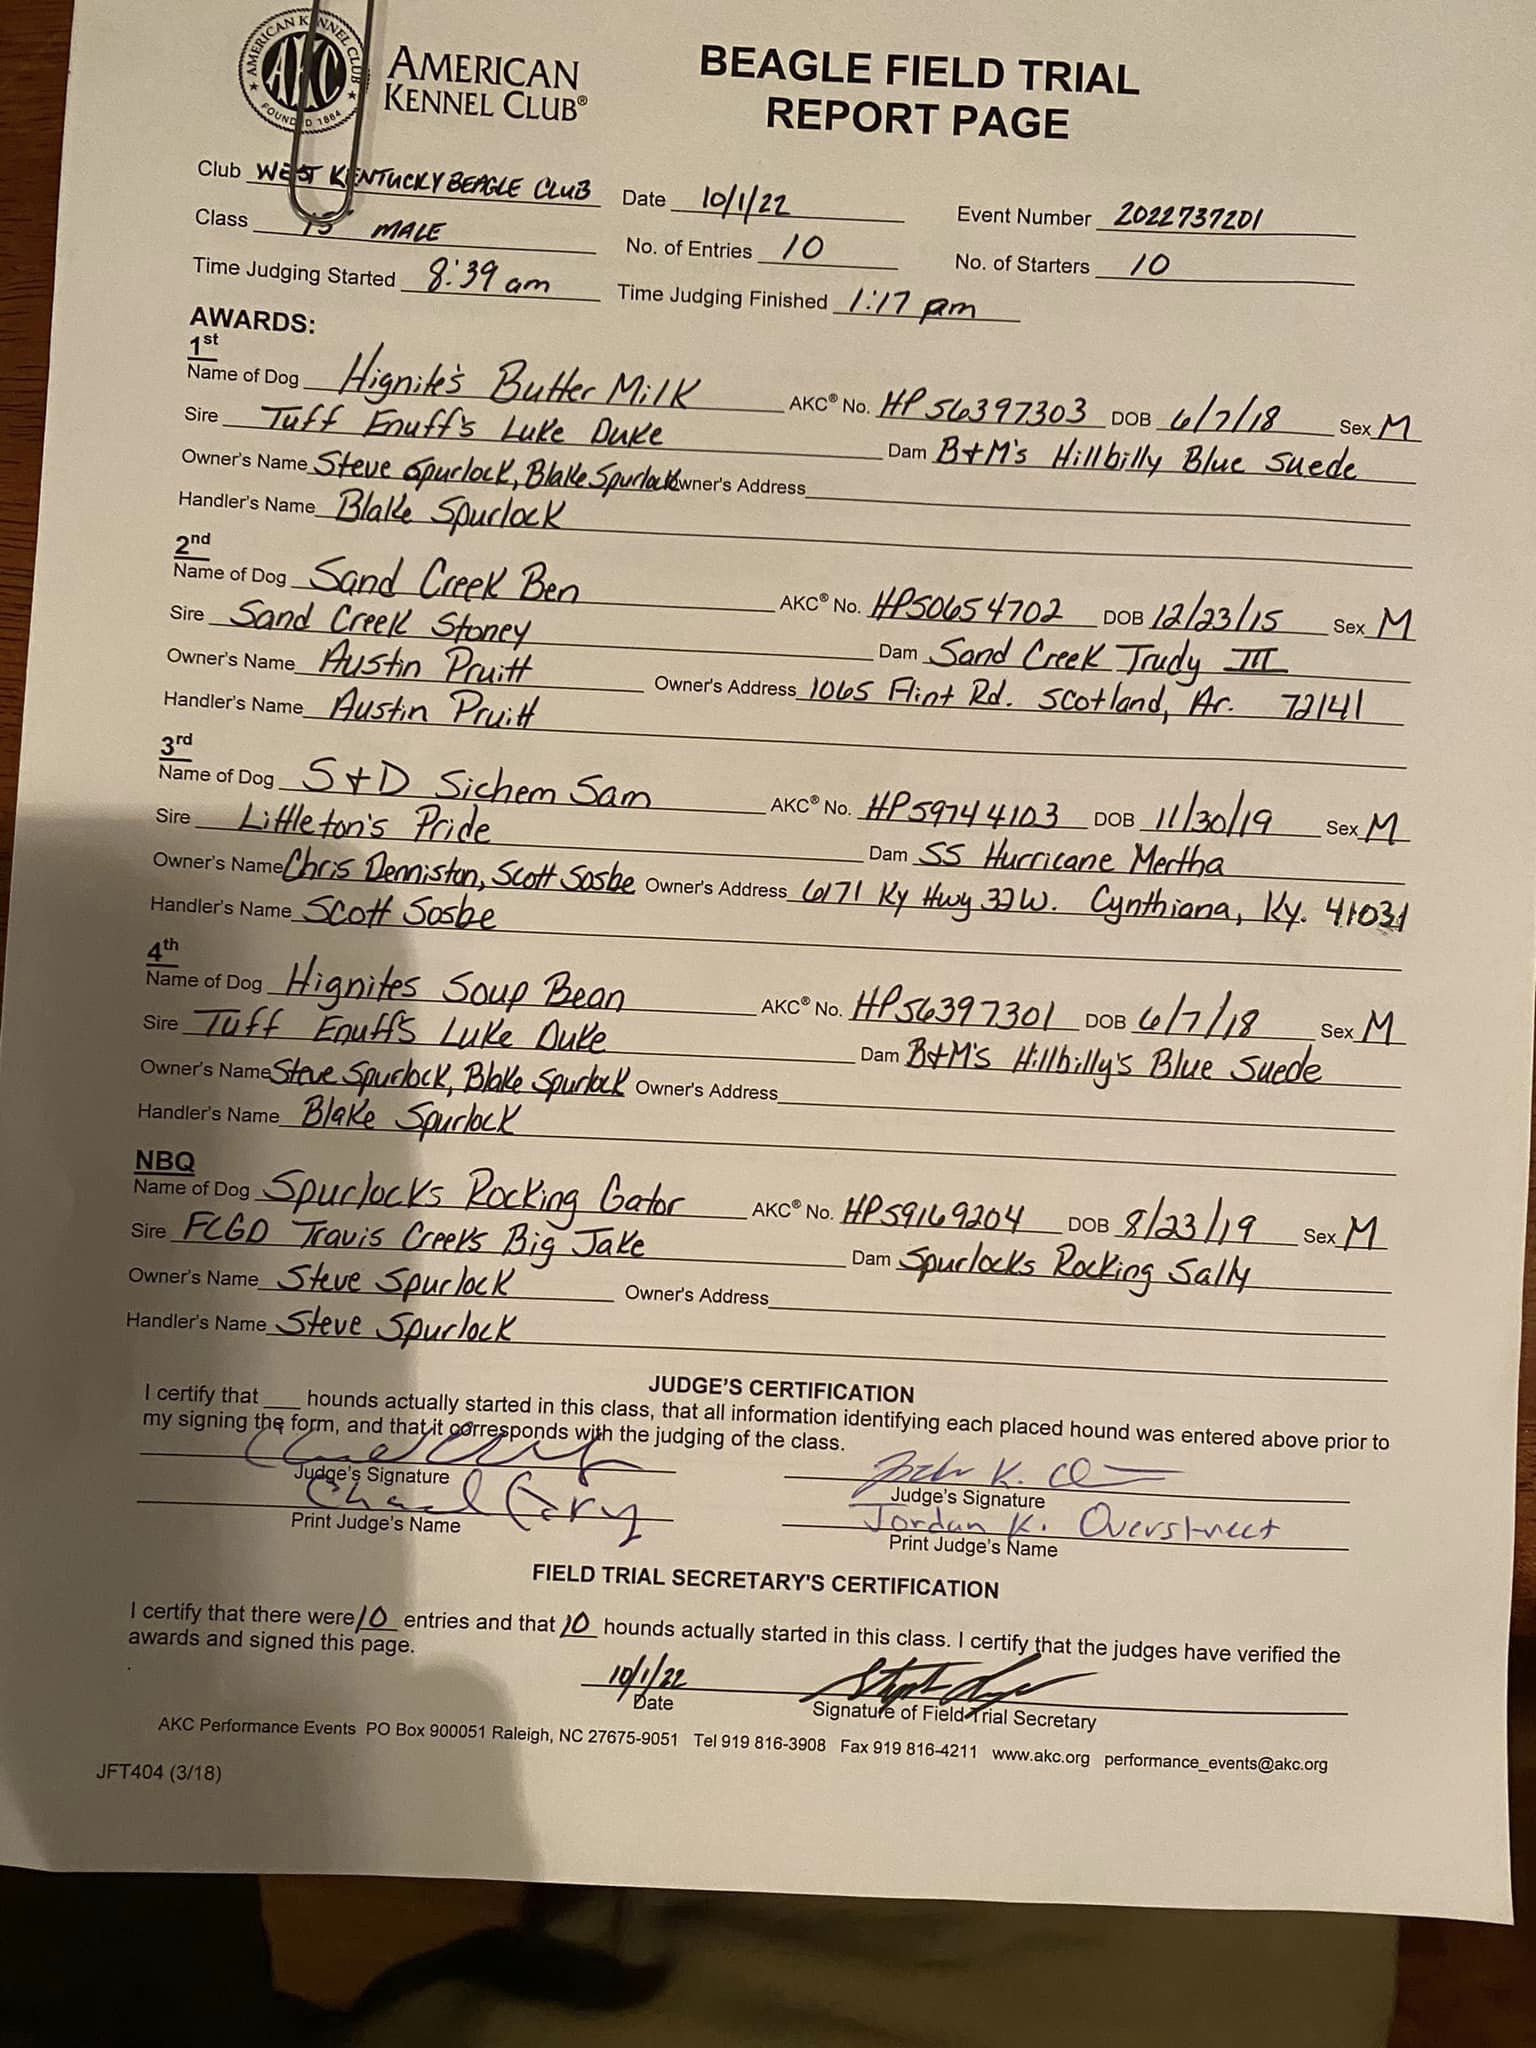 AMERICAN KENNEL CLUB
AKC
FOUNDED 1884
AMERICAN
KENNEL CLUB®
BEAGLE FIELD TRIAL
REPORT PAGE
Club WEST KENTUCKY BEAGLE CLUB Date 10/1/22 Event Number 2022737201
Class 15" MALE No. of Entries 10 No. of Starters 10
Time Judging Started 8:39 am Time Judging Finished 1:17 pm
AWARDS:
1st
Name of Dog Hignite's Butter Milk AKC® No. HP56397303 DOB 6/7/18 Sex M
Sire Tuff Enuff's Luke Duke Dam B+M's Hillbilly Blue Suede
Owner's Name Steve Spurlock, Blake Spurlock Owner's Address
Handler's Name Blake Spurlock
2nd
Name of Dog Sand Creek Ben AKC® No. HP50654702 DOB 12/23/15 Sex M
Sire Sand Creek Stoney Dam Sand Creek Trudy III
Owner's Name Austin Pruitt Owner's Address 1065 Flint Rd. Scotland, Ar. 72141
Handler's Name Austin Pruitt
3rd
Name of Dog S+D Sichem Sam AKC® No. HP59744103 DOB 11/30/19 Sex M
Sire Littleton's Pride Dam SS Hurricane Mertha
Owner's Name Chris Denniston, Scott Sosbe Owner's Address 6171 Ky Hwy 32W. Cynthiana, Ky. 41031
Handler's Name Scott Sosbe
4th
Name of Dog Hignites Soup Bean AKC® No. HP56397301 DOB 6/7/18 Sex M
Sire Tuff Enuff's Luke Duke Dam B+M's Hillbilly's Blue Suede
Owner's Name Steve Spurlock, Blake Spurlock Owner's Address
Handler's Name Blake Spurlock
NBQ
Name of Dog Spurlocks Rocking Gator AKC® No. HP59169204 DOB 8/23/19 Sex M
Sire FCGD Travis Creek's Big Jake Dam Spurlocks Rocking Sally
Owner's Name Steve Spurlock Owner's Address
Handler's Name Steve Spurlock
JUDGE'S CERTIFICATION
I certify that ___ hounds actually started in this class, that all information identifying each placed hound was entered above prior to
my signing the form, and that it corresponds with the judging of the class.
Judge's Signature Judge's Signature
Jordan K. Overstreet
Print Judge's Name Print Judge's Name
FIELD TRIAL SECRETARY'S CERTIFICATION
I certify that there were 10 entries and that 10 hounds actually started in this class. I certify that the judges have verified the
awards and signed this page.
10/1/22
Date Signature of Field Trial Secretary
AKC Performance Events PO Box 900051 Raleigh, NC 27675-9051 Tel 919 816-3908 Fax 919 816-4211 www.akc.org performance_events@akc.org
JFT404 (3/18)